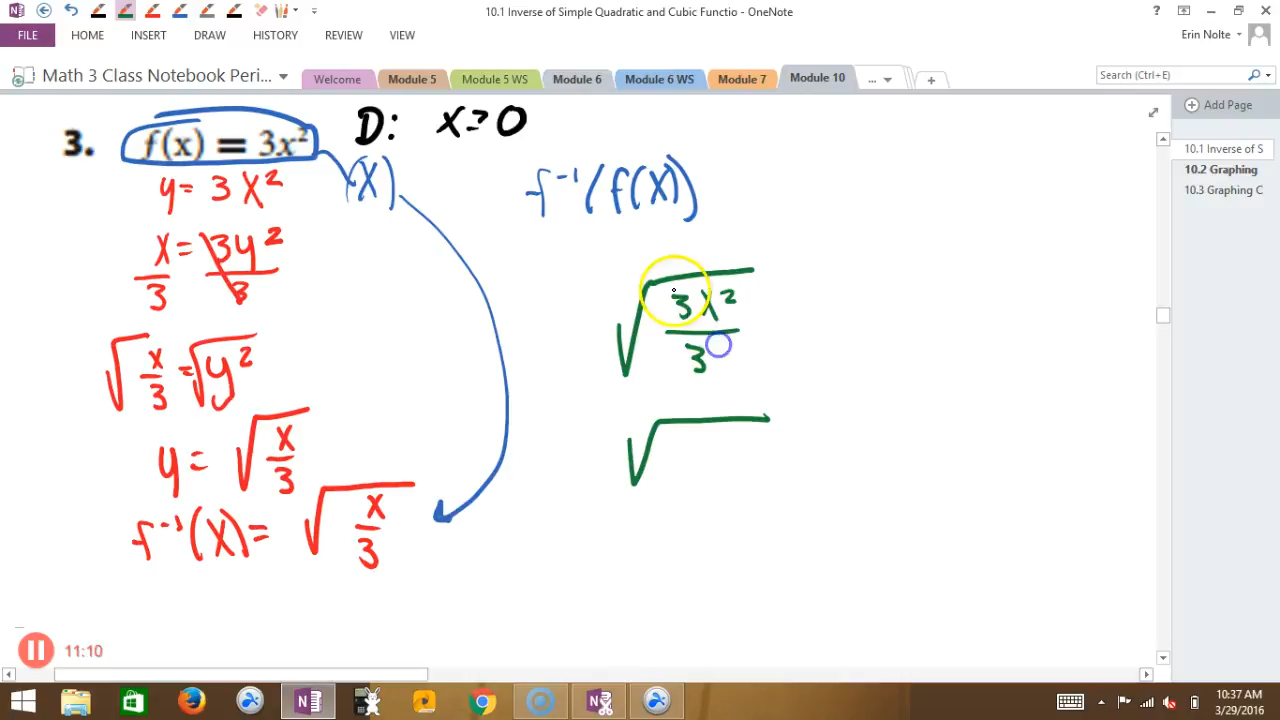 10.1 Inverse of Simple Quadratic and Cubic Functio - OneNote
FILE HOME INSERT DRAW HISTORY REVIEW VIEW
Erin Nolte
Math 3 Class Notebook Peri... Welcome Module 5 Module 5 WS Module 6 Module 6 WS Module 7 Module 10 ... +
Search (Ctrl+E)
Add Page
10.1 Inverse of S
10.2 Graphing
10.3 Graphing C
3. f(x) = 3x²
D: x ≥ 0
y = 3x²
(x)
f⁻¹(f(x))
x/3 = 3y²/3
√(x/3) = √(y²)
y = √(x/3)
f⁻¹(x) = √(x/3)
√(3x²/3)
√
11:10
10:37 AM
3/29/2016